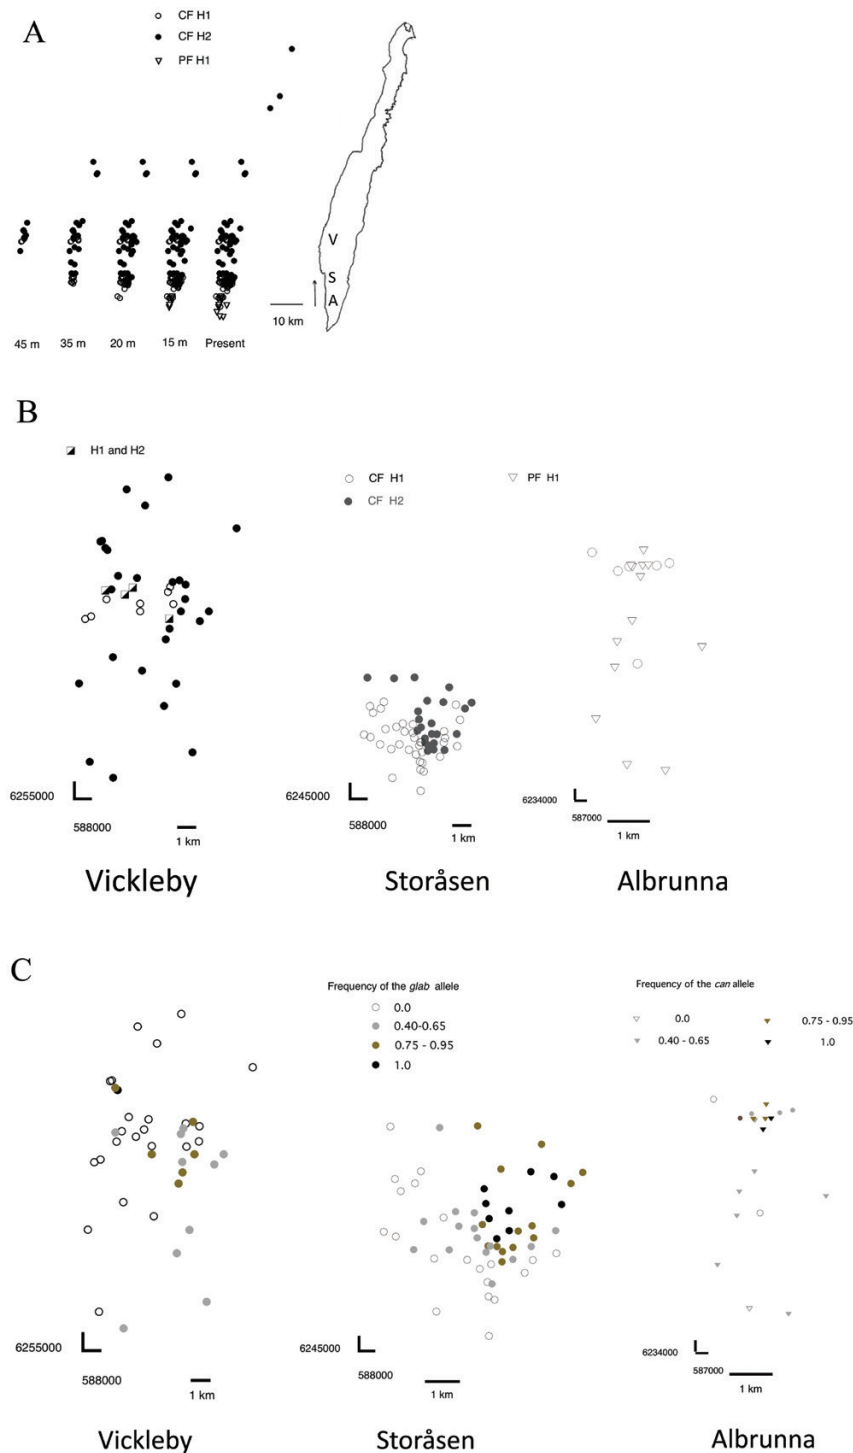 A
CF H1
CF H2
PF H1
V
S
A
10 km
45 m 35 m 20 m 15 m Present
B
H1 and H2
CF H1
CF H2
PF H1
6255000
588000
1 km
6245000
588000
1 km
6234000
587000
1 km
Vickleby Storåsen Albrunna
C
Frequency of the glab allele
0.0
0.40-0.65
0.75 - 0.95
1.0
Frequency of the can allele
0.0 0.75 - 0.95
0.40 - 0.65 1.0
6255000
588000
1 km
6245000
588000
1 km
6234000
587000
1 km
Vickleby Storåsen Albrunna